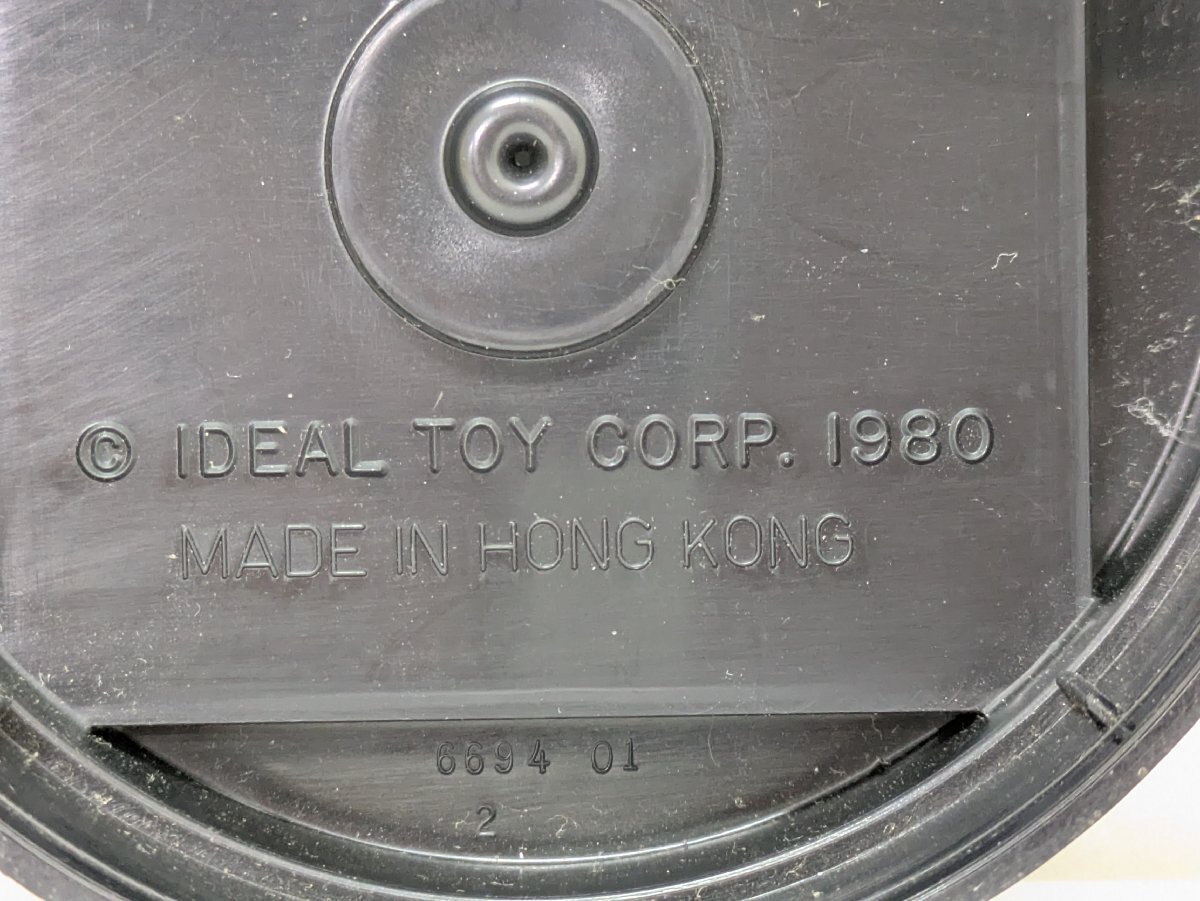 © IDEAL TOY CORP. 1980
MADE IN HONG KONG
6694 01
2